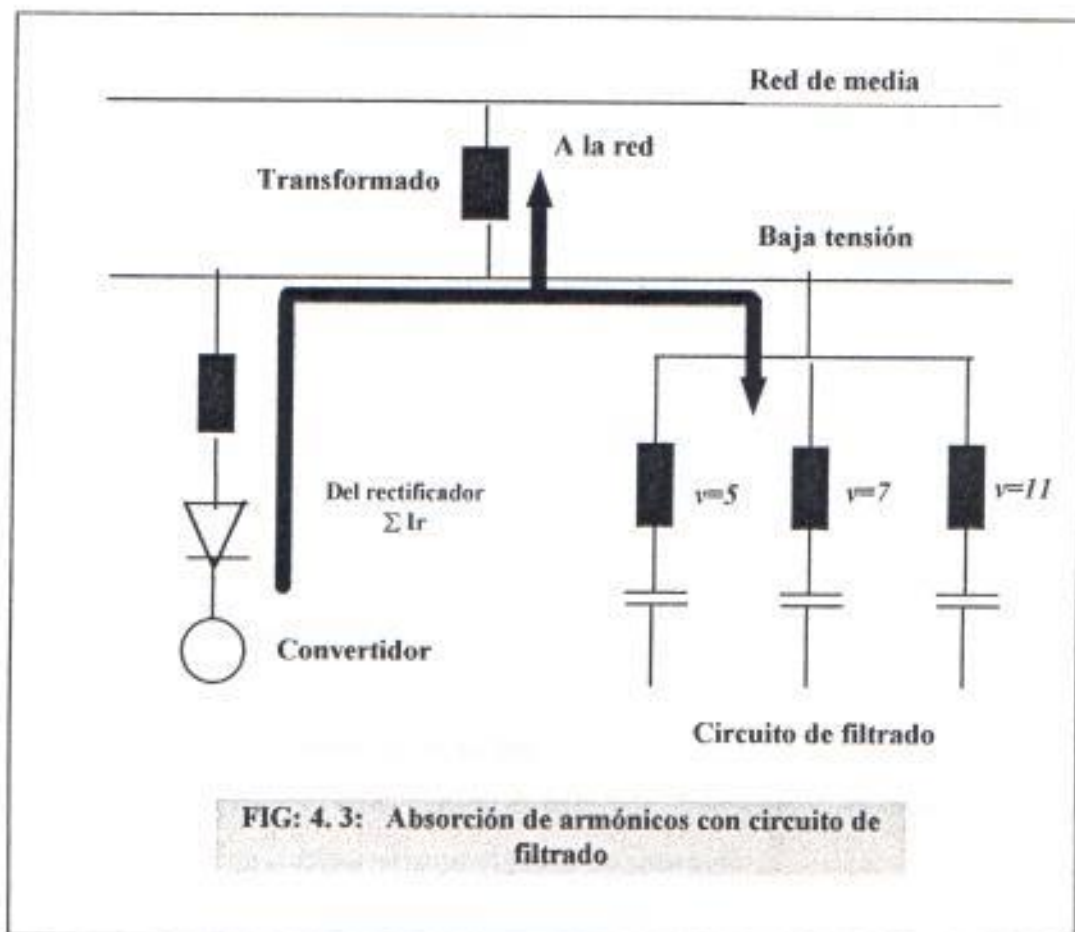 Red de media
A la red
Transformado
Baja tensión
Del rectificador
∑ Ir
v=5
v=7
v=11
Convertidor
Circuito de filtrado
FIG: 4. 3: Absorción de armónicos con circuito de
filtrado